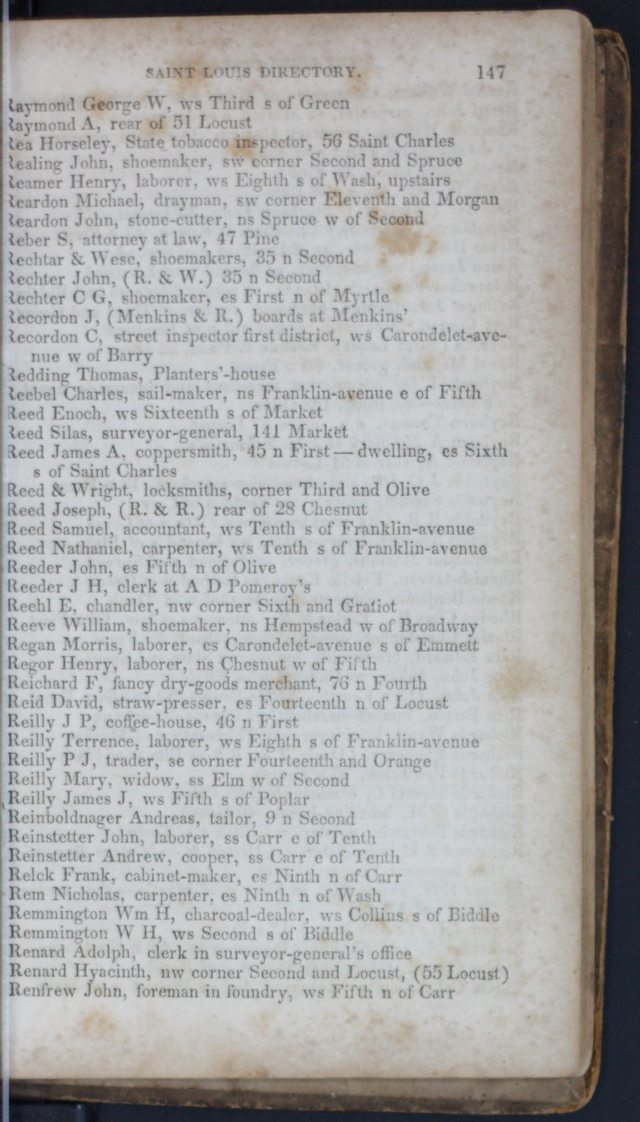 SAINT LOUIS DIRECTORY. 147
Raymond George W, ws Third s of Green
Raymond A, rear of 51 Locust
Rea Horseley, State tobacco inspector, 56 Saint Charles
Realing John, shoemaker, sw corner Second and Spruce
Reamer Henry, laborer, ws Eighth s of Wash, upstairs
Reardon Michael, drayman, sw corner Eleventh and Morgan
Reardon John, stone-cutter, ns Spruce w of Second
Reber S, attorney at law, 47 Pine
Rechtar & Wese, shoemakers, 35 n Second
Rechter John, (R. & W.) 35 n Second
Rechter C G, shoemaker, es First n of Myrtle
Recordon J, (Menkins & R.) boards at Menkins'
Recordon C, street inspector first district, ws Carondelet-ave-
nue w of Barry
Redding Thomas, Planters'-house
Reebel Charles, sail-maker, ns Franklin-avenue e of Fifth
Reed Enoch, ws Sixteenth s of Market
Reed Silas, surveyor-general, 141 Market
Reed James A, coppersmith, 45 n First — dwelling, es Sixth
s of Saint Charles
Reed & Wright, locksmiths, corner Third and Olive
Reed Joseph, (R. & R.) rear of 28 Chesnut
Reed Samuel, accountant, ws Tenth s of Franklin-avenue
Reed Nathaniel, carpenter, ws Tenth s of Franklin-avenue
Reeder John, es Fifth n of Olive
Reeder J H, clerk at A D Pomeroy's
Reehl E, chandler, nw corner Sixth and Gratiot
Reeve William, shoemaker, ns Hempstead w of Broadway
Regan Morris, laborer, es Carondelet-avenue s of Emmett
Regor Henry, laborer, ns Chesnut w of Fifth
Reichard F, fancy dry-goods merchant, 76 n Fourth
Reid David, straw-presser, es Fourteenth n of Locust
Reilly J P, coffee-house, 46 n First
Reilly Terrence, laborer, ws Eighth s of Franklin-avenue
Reilly P J, trader, se corner Fourteenth and Orange
Reilly Mary, widow, ss Elm w of Second
Reilly James J, ws Fifth s of Poplar
Reinboldnager Andreas, tailor, 9 n Second
Reinstetter John, laborer, ss Carr e of Tenth
Reinstetter Andrew, cooper, ss Carr e of Tenth
Relck Frank, cabinet-maker, es Ninth n of Carr
Rem Nicholas, carpenter, es Ninth n of Wash
Remmington Wm H, charcoal-dealer, ws Collins s of Biddle
Remmington W H, ws Second s of Biddle
Renard Adolph, clerk in surveyor-general's office
Renard Hyacinth, nw corner Second and Locust, (55 Locust)
Renfrew John, foreman in foundry, ws Fifth n of Carr